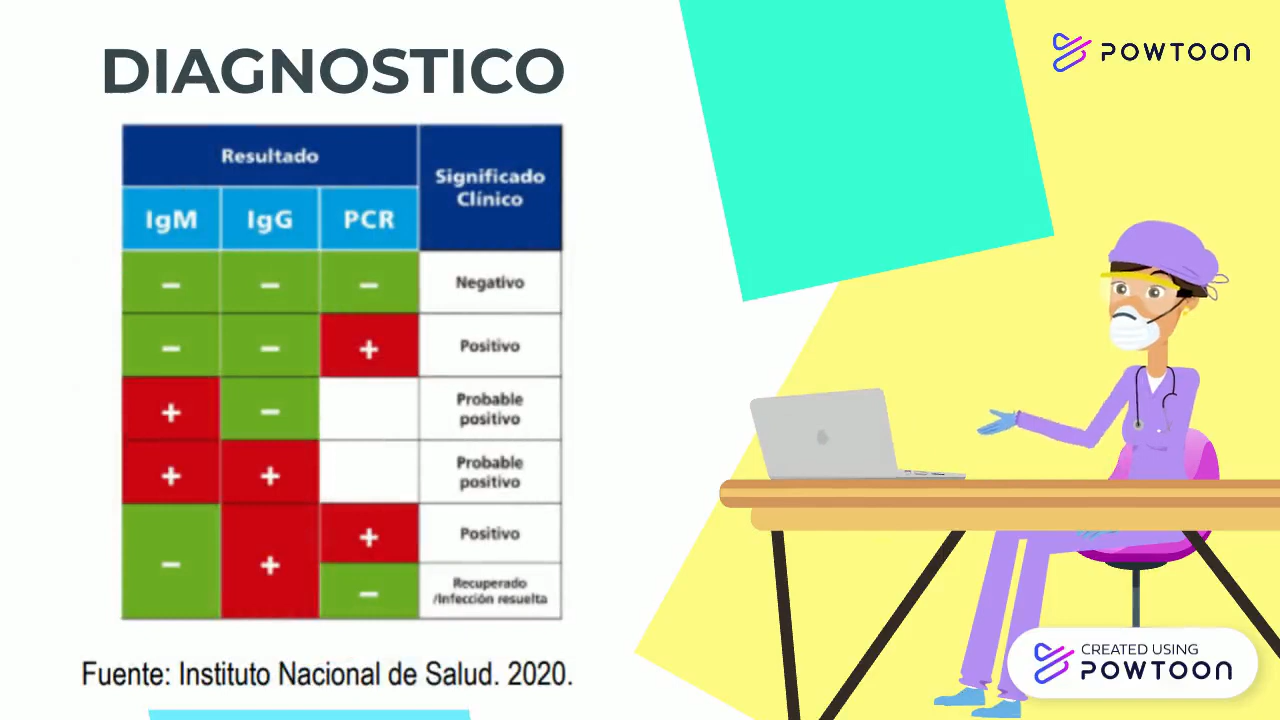 DIAGNOSTICO
POWTOON
Resultado
Significado
Clínico
IgM IgG PCR
− − − Negativo
− − + Positivo
+ − Probable
positivo
+ + Probable
positivo
− + + Positivo
− Recuperado
/Infección resuelta
Fuente: Instituto Nacional de Salud. 2020.
CREATED USING
POWTOON